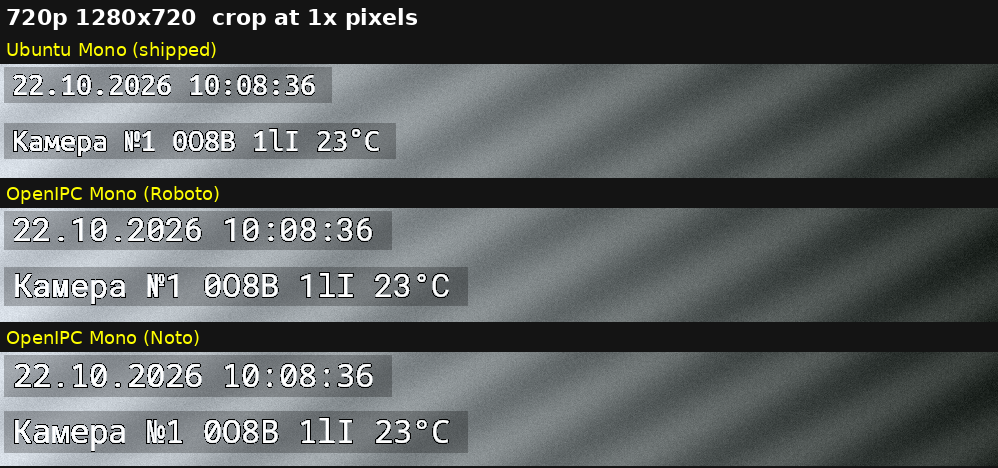 720p 1280x720  crop at 1x pixels
Ubuntu Mono (shipped)
22.10.2026 10:08:36
Камера №1 0O8B 1lI 23°C
OpenIPC Mono (Roboto)
22.10.2026 10:08:36
Камера №1 0O8B 1lI 23°C
OpenIPC Mono (Noto)
22.10.2026 10:08:36
Камера №1 0O8B 1lI 23°C